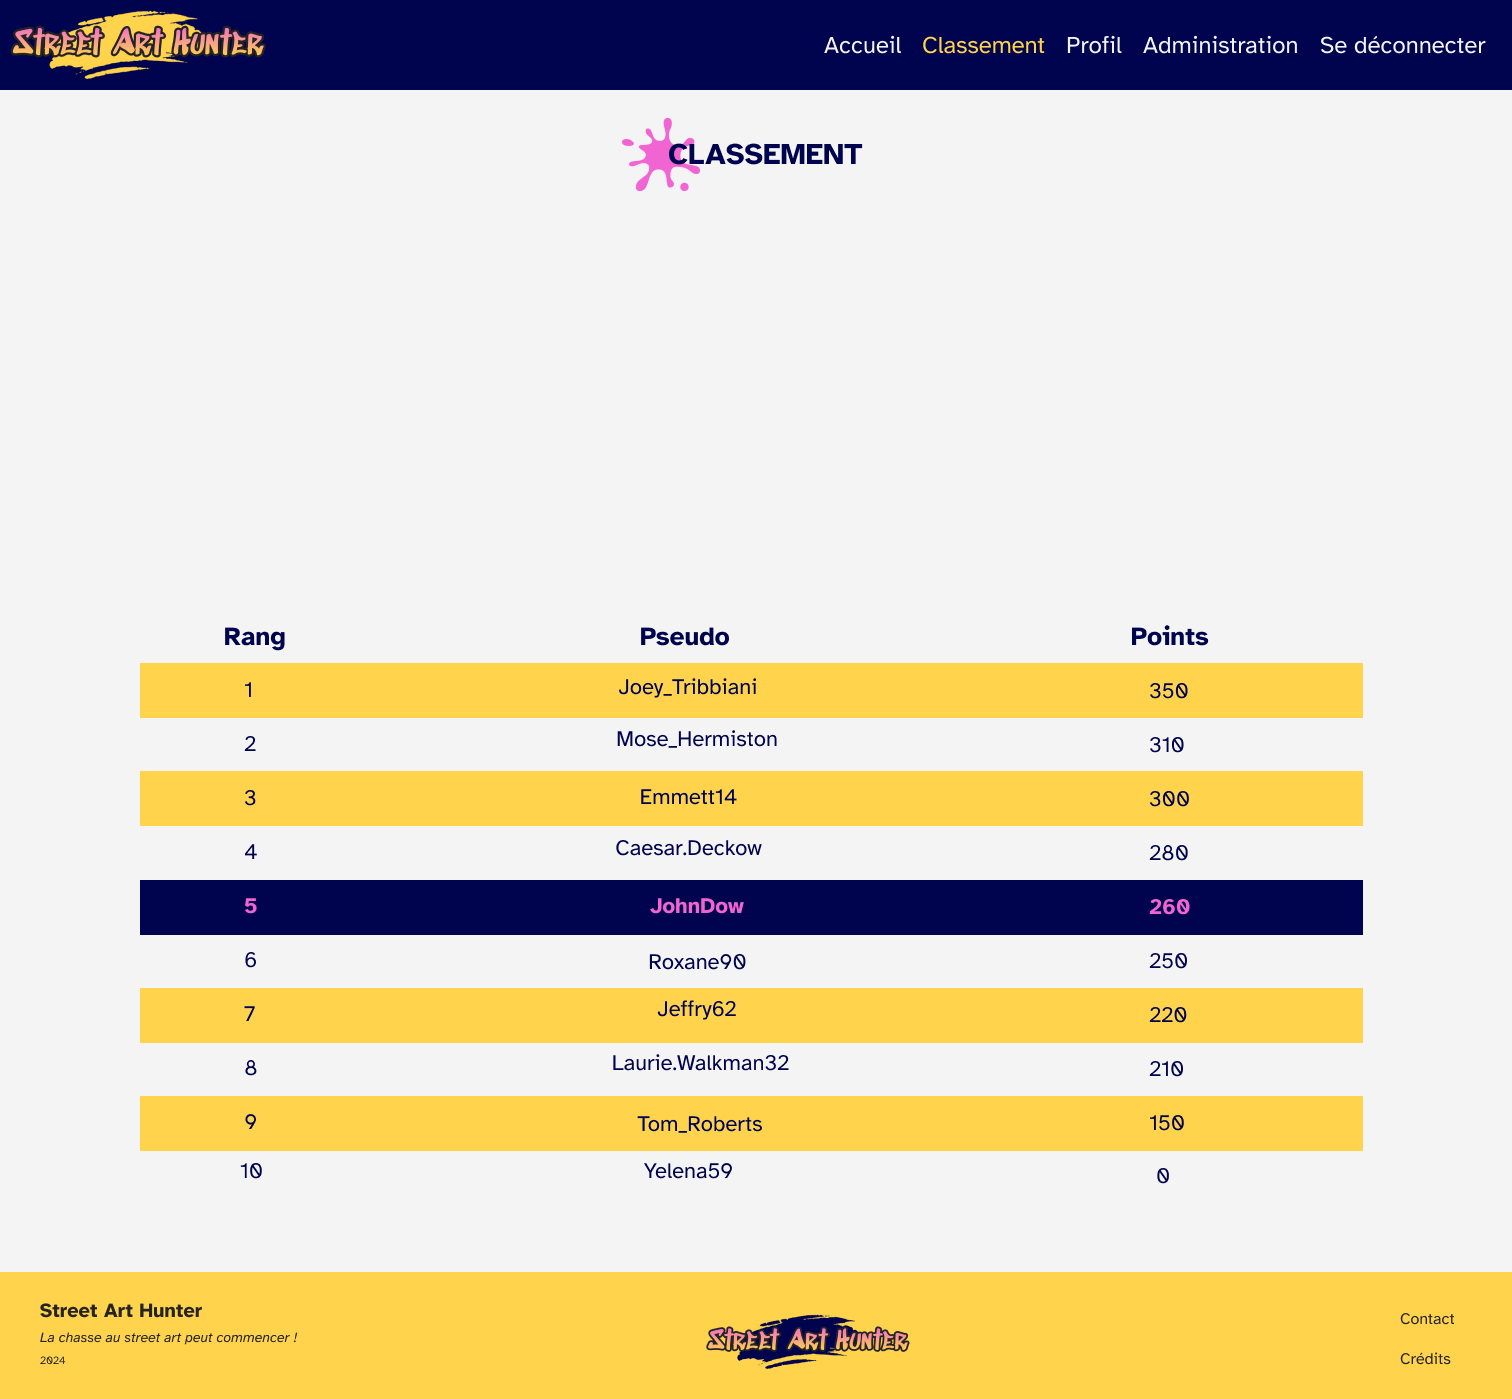 Street Art Hunter
Accueil Classement Profil Administration Se déconnecter
CLASSEMENT
Rang Pseudo Points
1 Joey_Tribbiani 350
2 Mose_Hermiston 310
3 Emmett14 300
4 Caesar.Deckow 280
5 JohnDow 260
6 Roxane90 250
7 Jeffry62 220
8 Laurie.Walkman32 210
9 Tom_Roberts 150
10 Yelena59 0
Street Art Hunter
La chasse au street art peut commencer !
2024
Street Art Hunter
Contact
Crédits